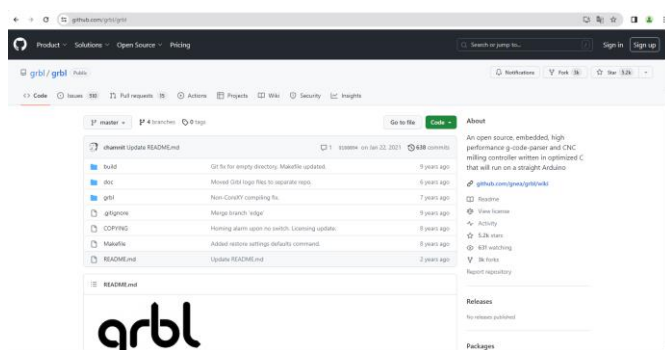 github.com/grbl/grbl
Product Solutions Open Source Pricing
Search or jump to...
Sign in Sign up
grbl / grbl Public
Notifications Fork 3k Star 5.2k
Code Issues Pull requests 15 Actions Projects Wiki Security Insights
master 4 branches 0 tags
Go to file Code
About
An open source, embedded, high
performance g-code-parser and CNC
milling controller written in optimized C
that will run on a straight Arduino
github.com/gnea/grbl/wiki
Readme
View license
Activity
5.2k stars
631 watching
3k forks
Report repository
chamnit Update README.md
1 on Jan 22, 2021 638 commits
build Git fix for empty directory. Makefile updated. 9 years ago
doc Moved Grbl logo files to separate repo. 6 years ago
grbl Non-CoreXY compiling fix. 7 years ago
.gitignore Merge branch 'edge' 9 years ago
COPYING Homing alarm upon no switch. Licensing update. 8 years ago
Makefile Added restore settings defaults command. 8 years ago
README.md Update README.md 2 years ago
README.md
grbl
Releases
No releases published
Packages